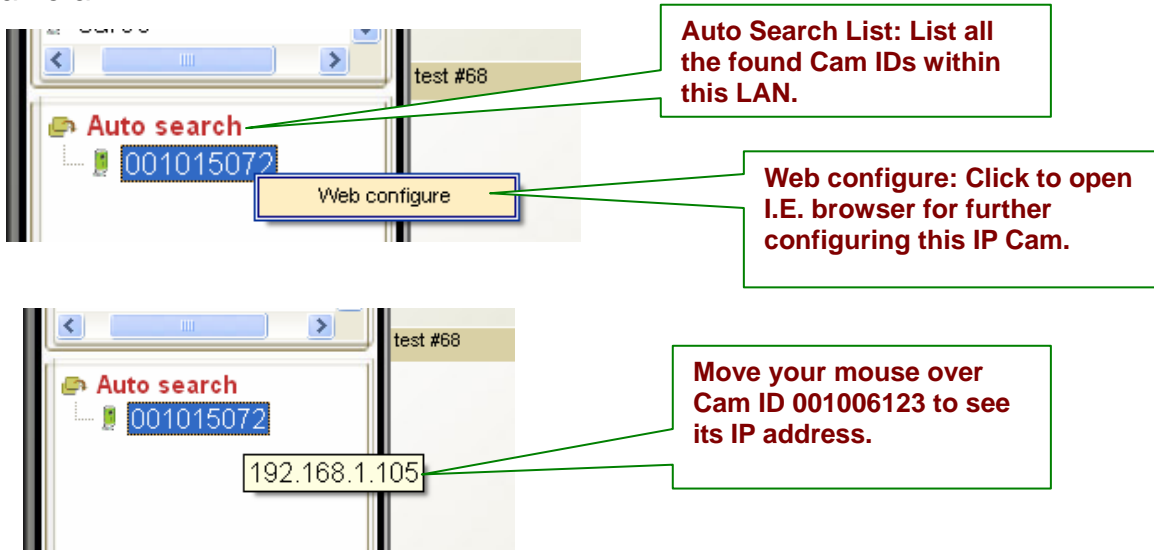 Auto Search List: List all
the found Cam IDs within
this LAN.
test #68
Auto search
001015072
Web configure
Web configure: Click to open
I.E. browser for further
configuring this IP Cam.
test #68
Auto search
001015072
192.168.1.105
Move your mouse over
Cam ID 001006123 to see
its IP address.